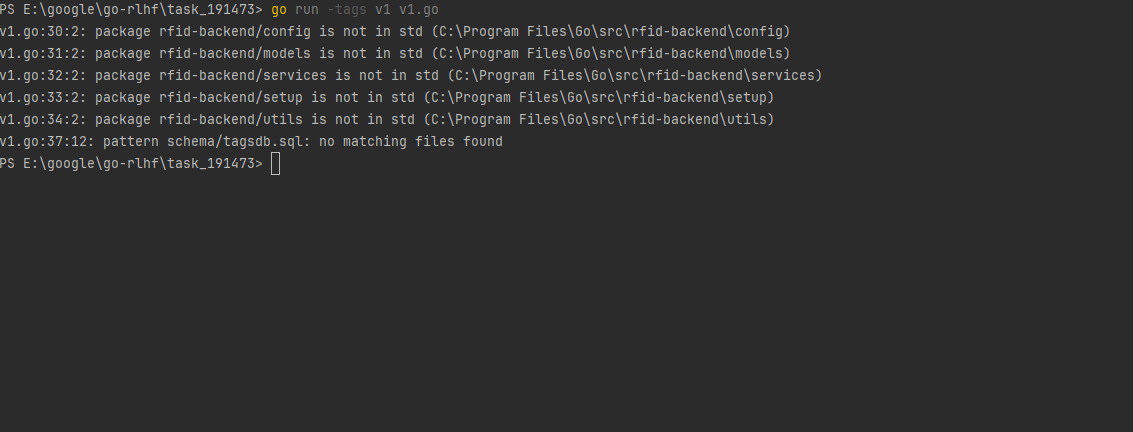 PS E:\google\go-rlhf\task_191473> go run -tags v1 v1.go
v1.go:30:2: package rfid-backend/config is not in std (C:\Program Files\Go\src\rfid-backend\config)
v1.go:31:2: package rfid-backend/models is not in std (C:\Program Files\Go\src\rfid-backend\models)
v1.go:32:2: package rfid-backend/services is not in std (C:\Program Files\Go\src\rfid-backend\services)
v1.go:33:2: package rfid-backend/setup is not in std (C:\Program Files\Go\src\rfid-backend\setup)
v1.go:34:2: package rfid-backend/utils is not in std (C:\Program Files\Go\src\rfid-backend\utils)
v1.go:37:12: pattern schema/tagsdb.sql: no matching files found
PS E:\google\go-rlhf\task_191473>